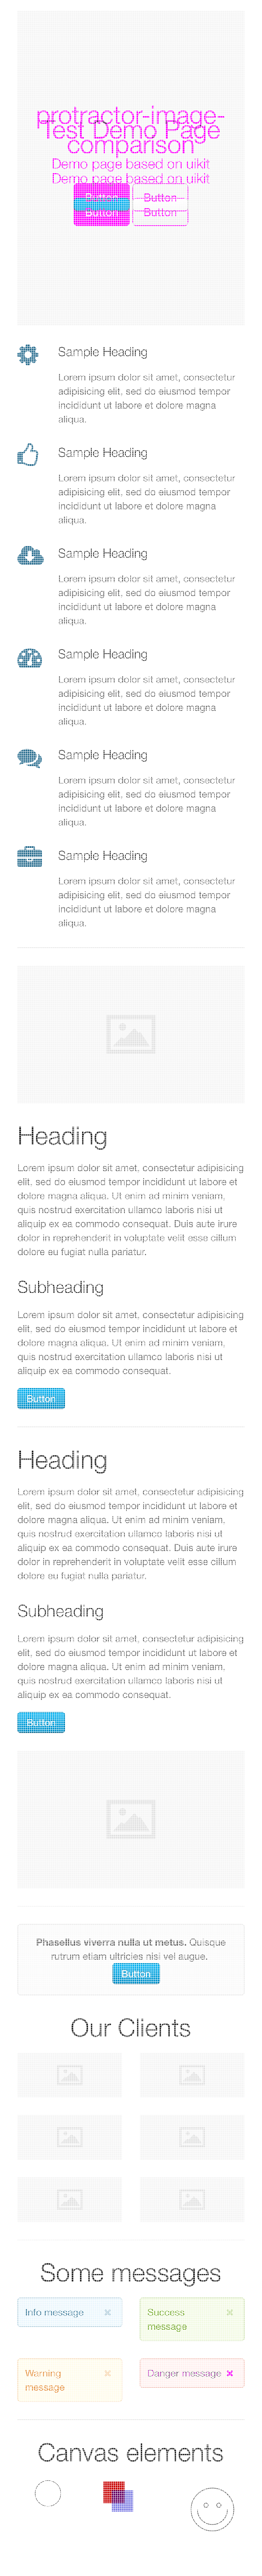 protractor-image-
Test Demo Page
comparison
Demo page based on uikit
Demo page based on uikit
Button Button
Button Button
Sample Heading
Lorem ipsum dolor sit amet, consectetur
adipisicing elit, sed do eiusmod tempor
incididunt ut labore et dolore magna
aliqua.
Sample Heading
Lorem ipsum dolor sit amet, consectetur
adipisicing elit, sed do eiusmod tempor
incididunt ut labore et dolore magna
aliqua.
Sample Heading
Lorem ipsum dolor sit amet, consectetur
adipisicing elit, sed do eiusmod tempor
incididunt ut labore et dolore magna
aliqua.
Sample Heading
Lorem ipsum dolor sit amet, consectetur
adipisicing elit, sed do eiusmod tempor
incididunt ut labore et dolore magna
aliqua.
Sample Heading
Lorem ipsum dolor sit amet, consectetur
adipisicing elit, sed do eiusmod tempor
incididunt ut labore et dolore magna
aliqua.
Sample Heading
Lorem ipsum dolor sit amet, consectetur
adipisicing elit, sed do eiusmod tempor
incididunt ut labore et dolore magna
aliqua.
Heading
Lorem ipsum dolor sit amet, consectetur adipisicing
elit, sed do eiusmod tempor incididunt ut labore et
dolore magna aliqua. Ut enim ad minim veniam,
quis nostrud exercitation ullamco laboris nisi ut
aliquip ex ea commodo consequat. Duis aute irure
dolor in reprehenderit in voluptate velit esse cillum
dolore eu fugiat nulla pariatur.
Subheading
Lorem ipsum dolor sit amet, consectetur adipisicing
elit, sed do eiusmod tempor incididunt ut labore et
dolore magna aliqua. Ut enim ad minim veniam,
quis nostrud exercitation ullamco laboris nisi ut
aliquip ex ea commodo consequat.
Button
Heading
Lorem ipsum dolor sit amet, consectetur adipisicing
elit, sed do eiusmod tempor incididunt ut labore et
dolore magna aliqua. Ut enim ad minim veniam,
quis nostrud exercitation ullamco laboris nisi ut
aliquip ex ea commodo consequat. Duis aute irure
dolor in reprehenderit in voluptate velit esse cillum
dolore eu fugiat nulla pariatur.
Subheading
Lorem ipsum dolor sit amet, consectetur adipisicing
elit, sed do eiusmod tempor incididunt ut labore et
dolore magna aliqua. Ut enim ad minim veniam,
quis nostrud exercitation ullamco laboris nisi ut
aliquip ex ea commodo consequat.
Button
Phasellus viverra nulla ut metus. Quisque
rutrum etiam ultricies nisi vel augue.
Button
Our Clients
Some messages
Info message
Success
message
Warning
message
Danger message
Canvas elements